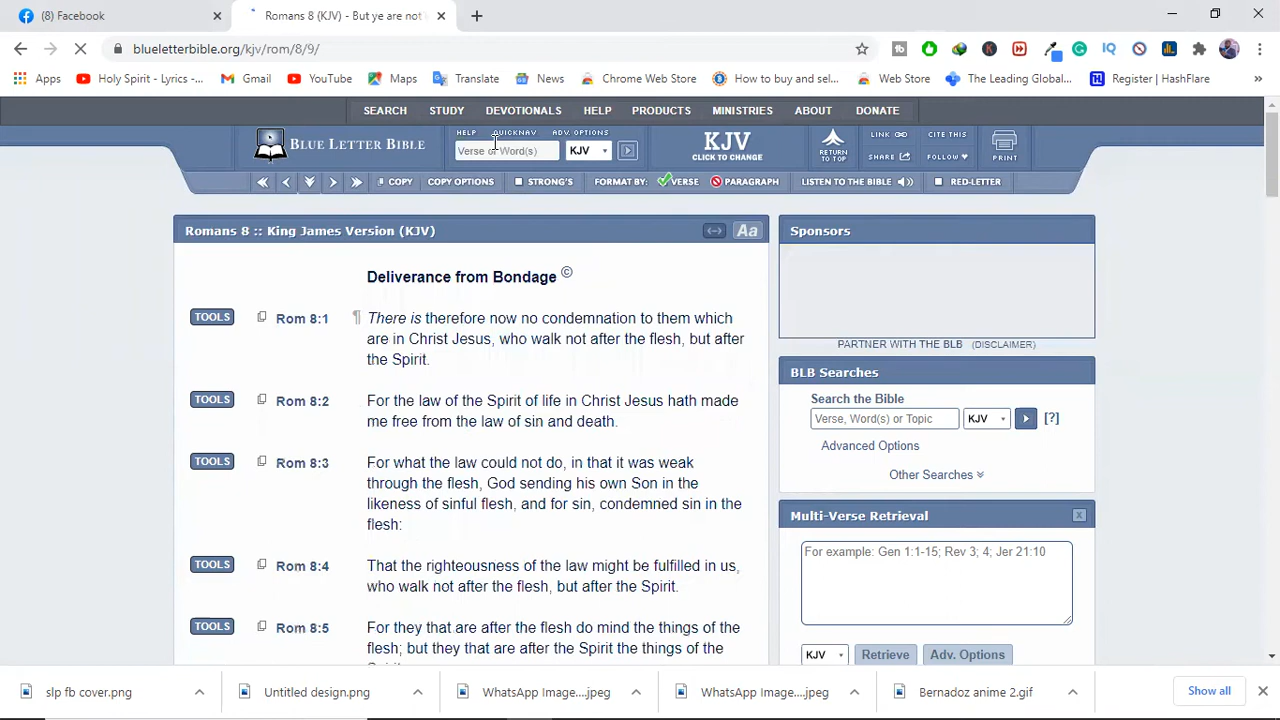 (8) Facebook
Romans 8 (KJV) - But ye are not
blueletterbible.org/kjv/rom/8/9/
Apps
Holy Spirit - Lyrics -...
Gmail
YouTube
Maps
Translate
News
Chrome Web Store
How to buy and sel...
Web Store
The Leading Global...
Register | HashFlare
»
SEARCH
STUDY
DEVOTIONALS
HELP
PRODUCTS
MINISTRIES
ABOUT
DONATE
BLUE LETTER BIBLE
HELP
QUICKNAV
ADV. OPTIONS
Verse or Word(s)
KJV
KJV
CLICK TO CHANGE
RETURN
TO TOP
LINK
CITE THIS
SHARE
FOLLOW
PRINT
COPY
COPY OPTIONS
STRONG'S
FORMAT BY:
VERSE
PARAGRAPH
LISTEN TO THE BIBLE
RED-LETTER
Romans 8 :: King James Version (KJV)
Aa
Deliverance from Bondage ©
TOOLS
Rom 8:1
¶ There is therefore now no condemnation to them which
are in Christ Jesus, who walk not after the flesh, but after
the Spirit.
TOOLS
Rom 8:2
For the law of the Spirit of life in Christ Jesus hath made
me free from the law of sin and death.
TOOLS
Rom 8:3
For what the law could not do, in that it was weak
through the flesh, God sending his own Son in the
likeness of sinful flesh, and for sin, condemned sin in the
flesh:
TOOLS
Rom 8:4
That the righteousness of the law might be fulfilled in us,
who walk not after the flesh, but after the Spirit.
TOOLS
Rom 8:5
For they that are after the flesh do mind the things of the
flesh; but they that are after the Spirit the things of the
Spirit.
Sponsors
PARTNER WITH THE BLB (DISCLAIMER)
BLB Searches
Search the Bible
Verse, Word(s) or Topic
KJV
[?]
Advanced Options
Other Searches
Multi-Verse Retrieval
X
For example: Gen 1:1-15; Rev 3; 4; Jer 21:10
KJV
Retrieve
Adv. Options
slp fb cover.png
Untitled design.png
WhatsApp Image....jpeg
WhatsApp Image....jpeg
Bernadoz anime 2.gif
Show all